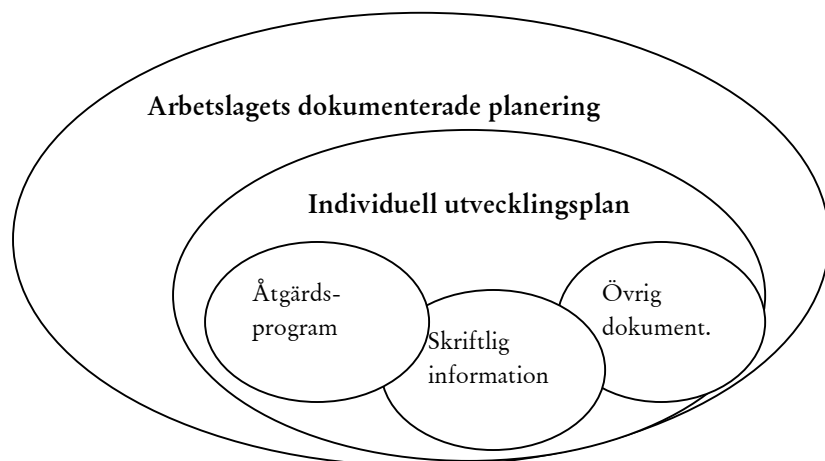 Arbetslagets dokumenterade planering
Individuell utvecklingsplan
Åtgärds-
program
Skriftlig
information
Övrig
dokument.